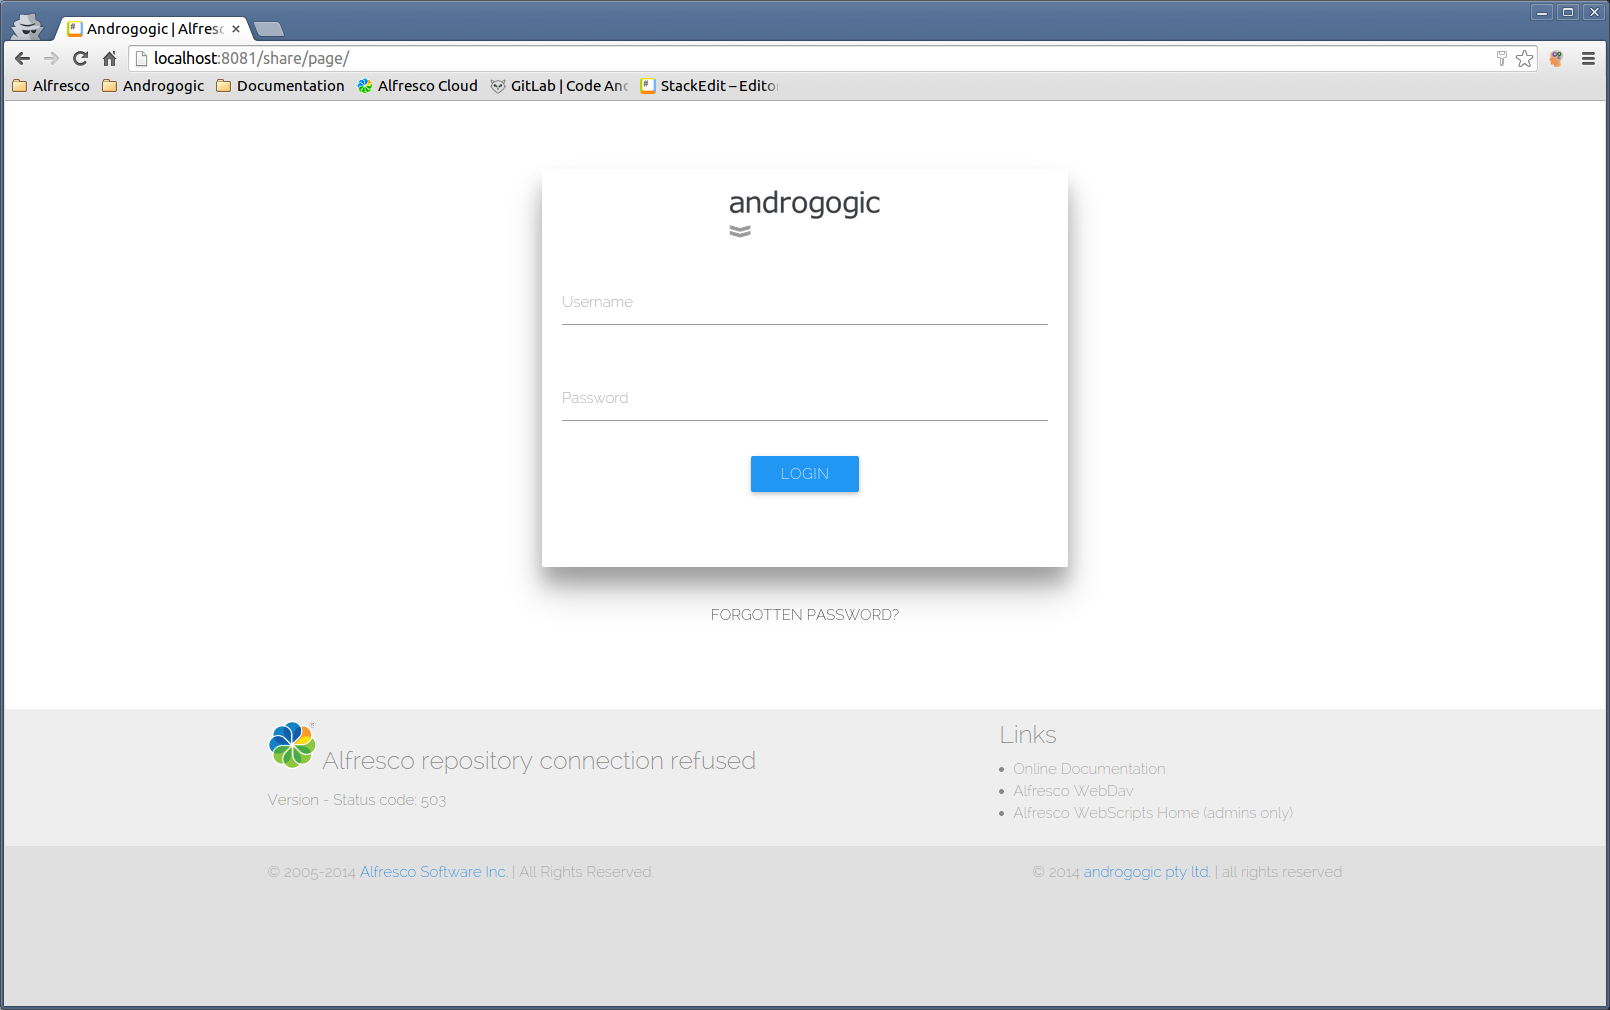 Androgogic | Alfresc
localhost:8081/share/page/
Alfresco Androgogic Documentation Alfresco Cloud GitLab | Code And StackEdit – Editor
androgogic
Username
Password
LOGIN
FORGOTTEN PASSWORD?
Alfresco repository connection refused
Version - Status code: 503
Links
Online Documentation
Alfresco WebDav
Alfresco WebScripts Home (admins only)
© 2005-2014 Alfresco Software Inc. | All Rights Reserved
© 2014 androgogic pty ltd. | all rights reserved